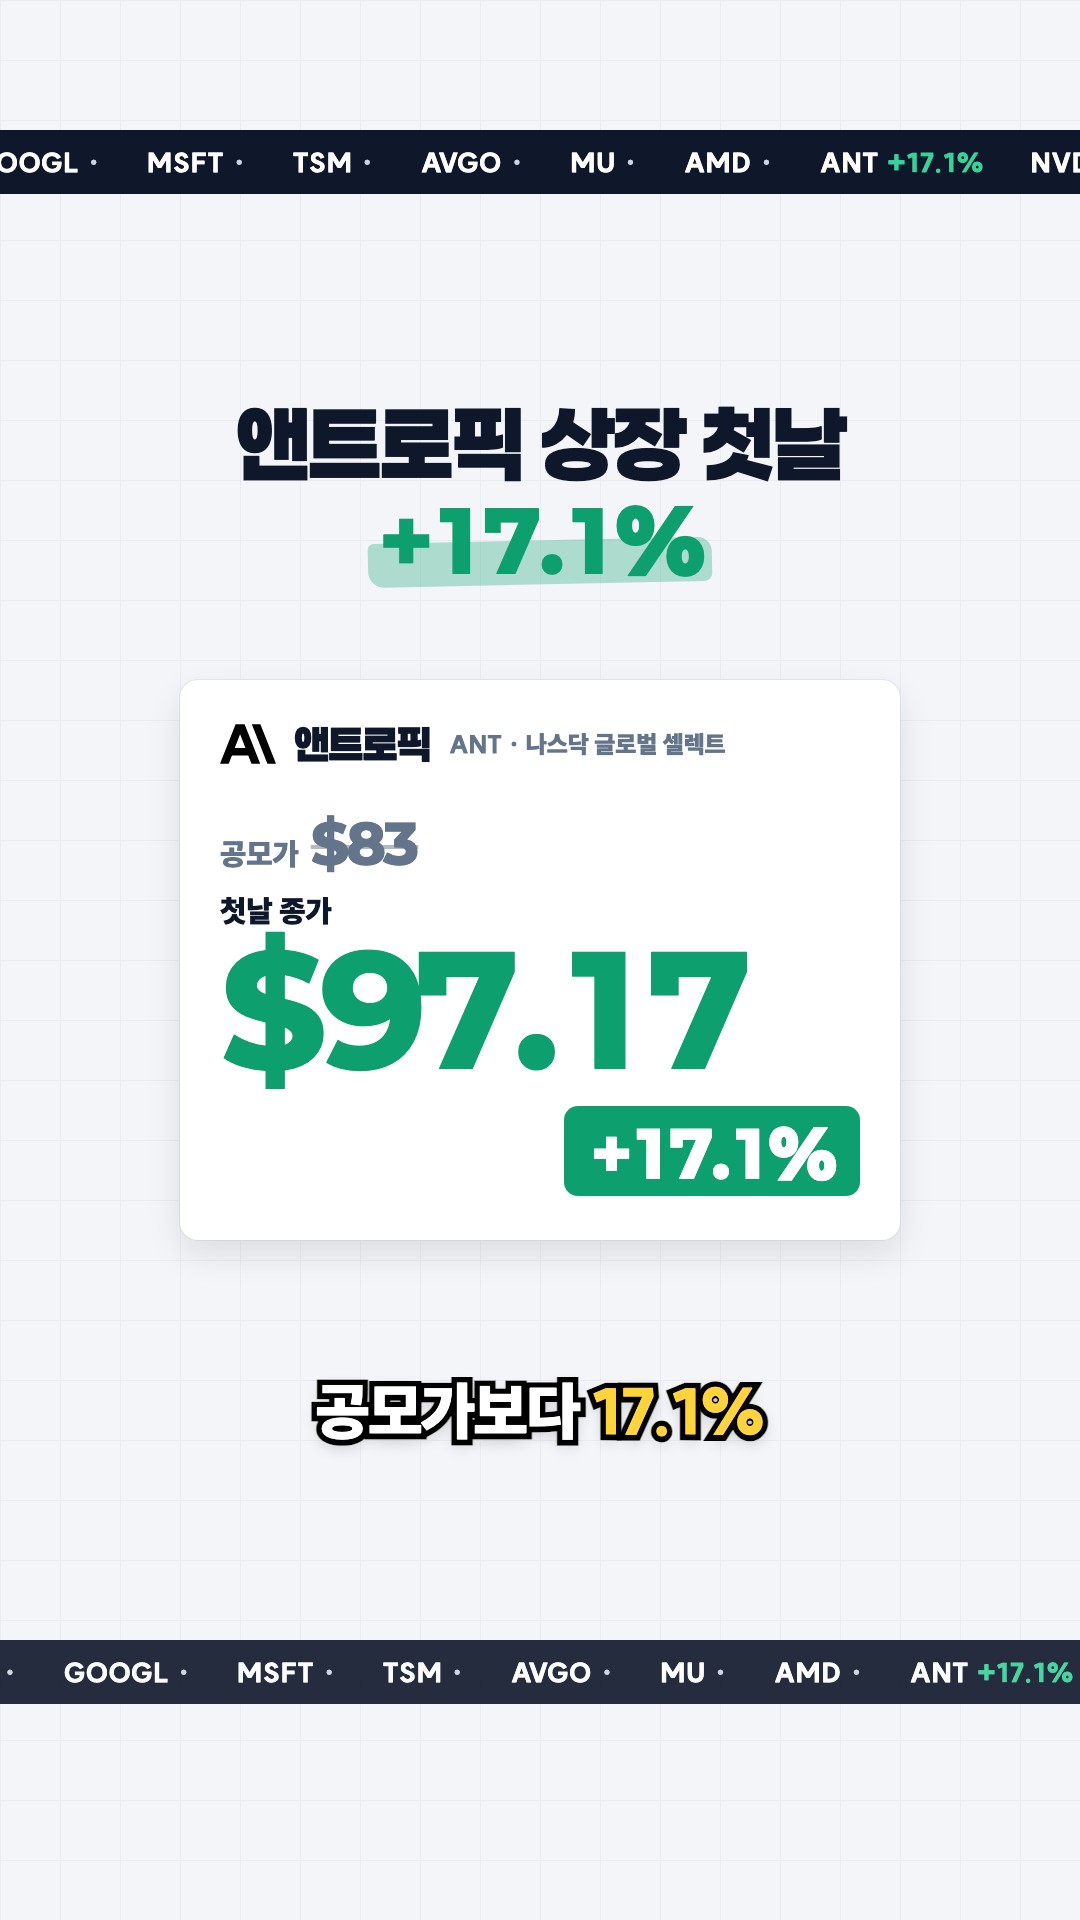 OOGL · MSFT · TSM · AVGO · MU · AMD · ANT +17.1% NVD
앤트로픽 상장 첫날
+17.1%
앤트로픽 ANT · 나스닥 글로벌 셀렉트
공모가 $83
첫날 종가
$97.17
+17.1%
공모가보다 17.1%
· GOOGL · MSFT · TSM · AVGO · MU · AMD · ANT +17.1%